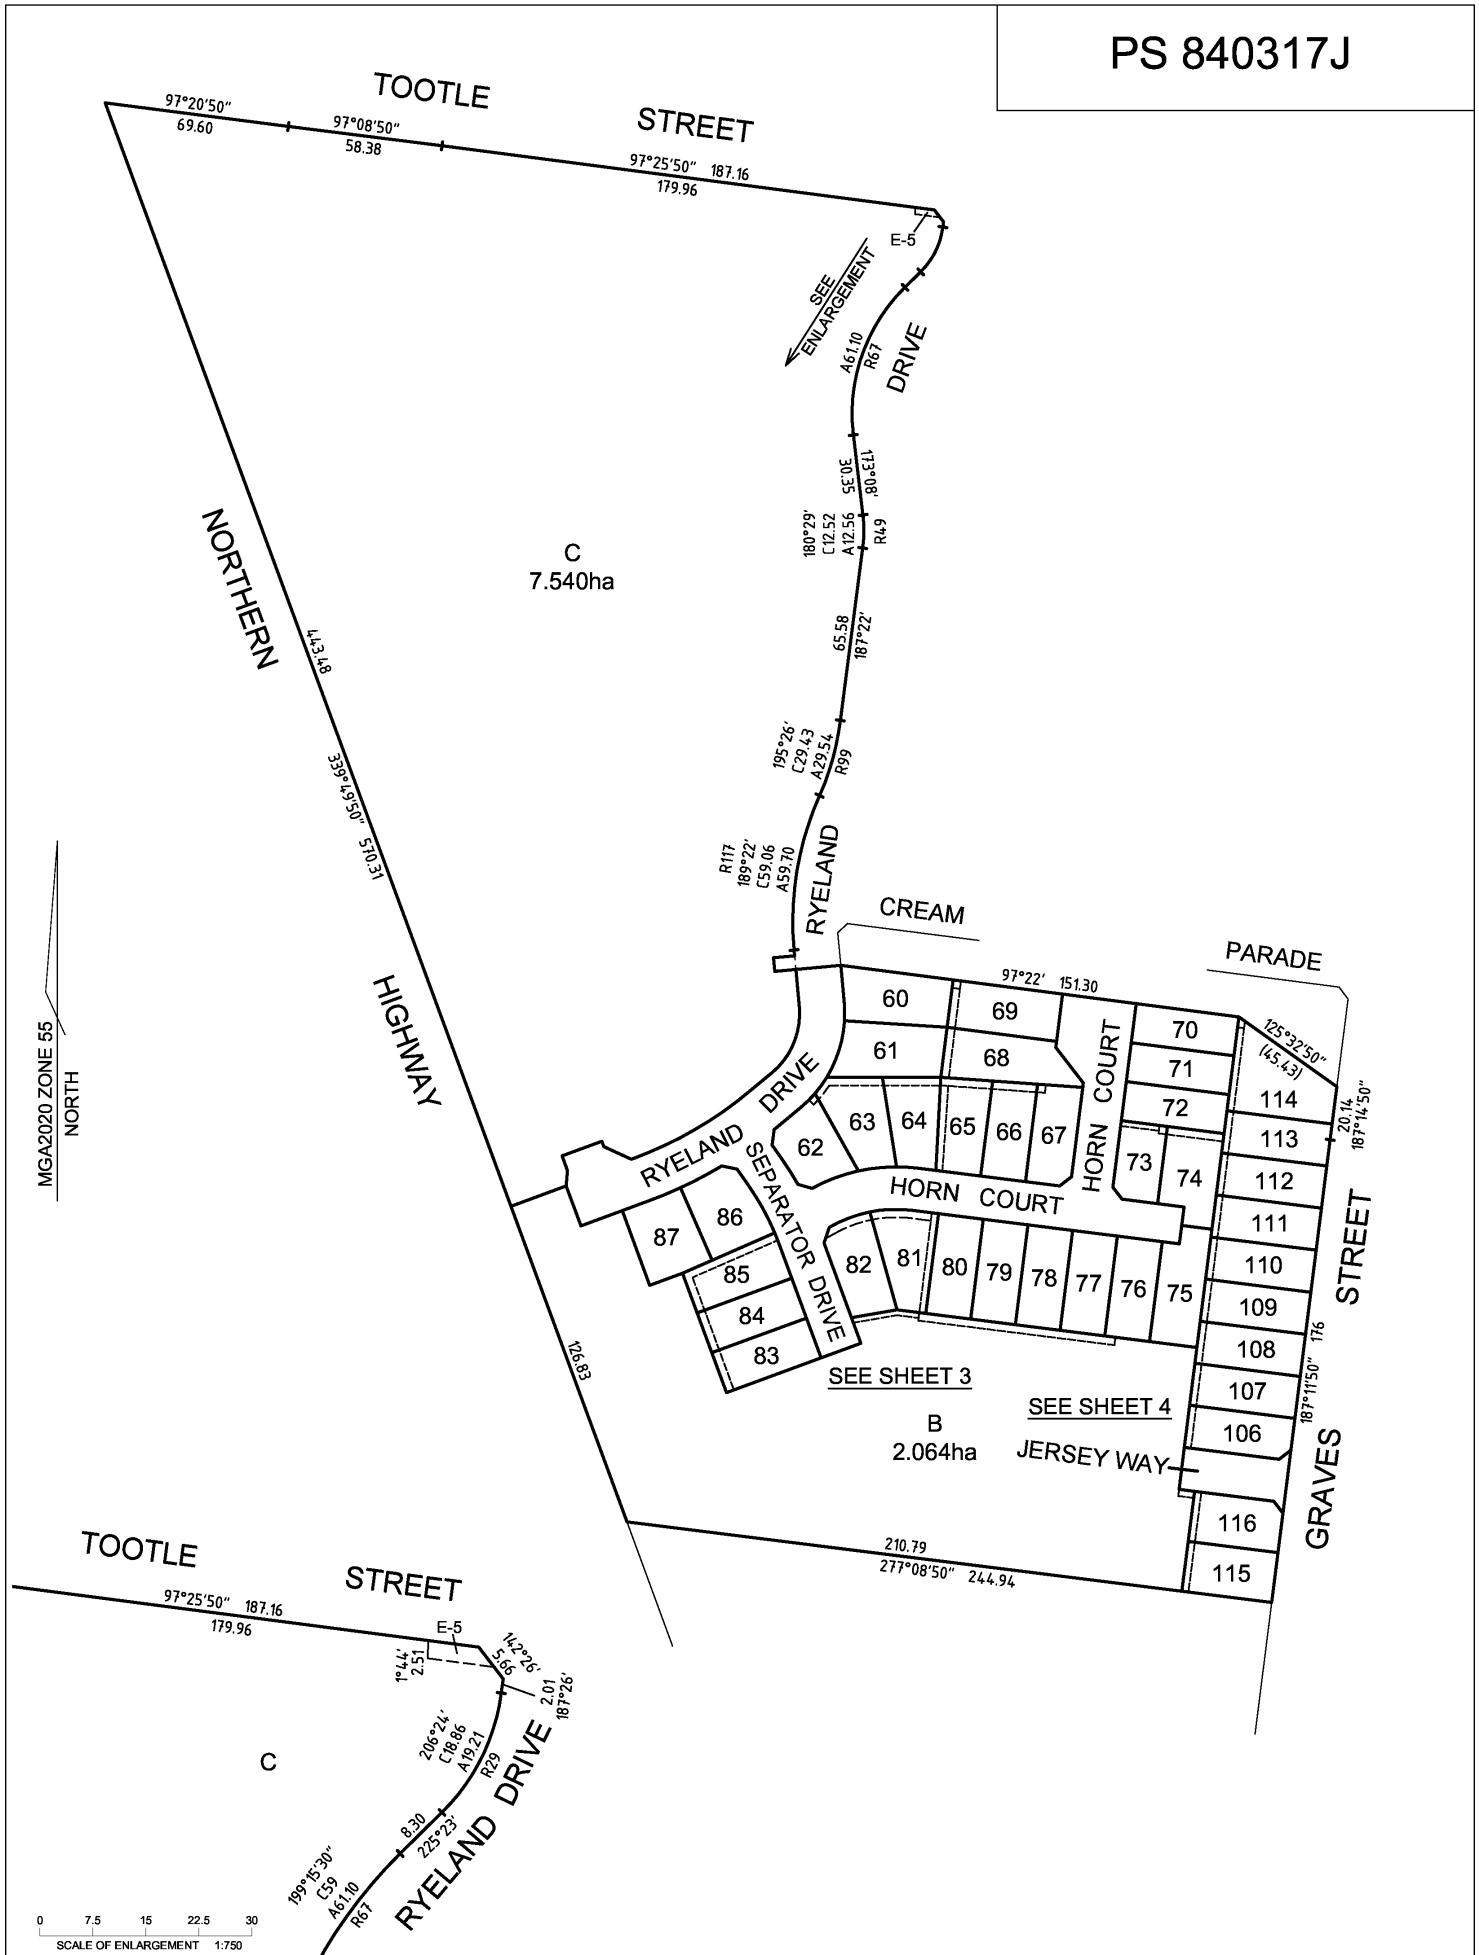 PS 840317J
TOOTLE STREET
97°20'50"
69.60
97°08'50"
58.38
97°25'50" 187.16
179.96
E-5
SEE
ENLARGEMENT
A61.10
R67
DRIVE
173°08'
30.35
180°29'
C12.52
A12.56
R49
C
7.540ha
NORTHERN
443.48
65.58
187°22'
195°26'
C29.43
A29.54
R99
339°49'50" 570.31
R117
189°22'
C59.06
A59.70
RYELAND
CREAM
PARADE
97°22' 151.30
HIGHWAY
MGA2020 ZONE 55
NORTH
60
69
70
61
68
71
72
125°32'50"
(45.43)
114
20.14
187°14'50"
113
HORN COURT
RYELAND DRIVE
62
63
64
65
66
67
73
74
112
111
110
109
108
107
106
HORN COURT
SEPARATOR DRIVE
87
86
85
84
83
82
81
80
79
78
77
76
75
STREET
187°11'50" 176
GRAVES
126.83
SEE SHEET 3
SEE SHEET 4
B
2.064ha
JERSEY WAY
116
115
210.79
277°08'50" 244.94
TOOTLE STREET
97°25'50" 187.16
179.96
E-5
1°44'
2.51
142°26'
5.66
2.01
187°26'
206°24'
C18.86
A19.21
R29
C
8.30
225°23'
199°15'30"
C59
A61.10
R67
RYELAND DRIVE
0 7.5 15 22.5 30
SCALE OF ENLARGEMENT 1:750